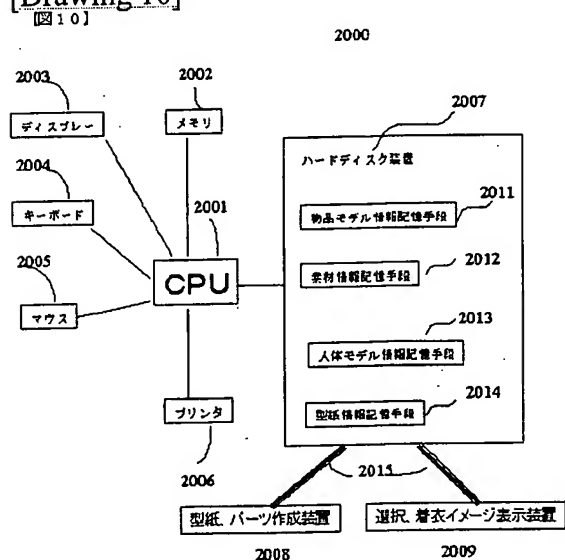 [Drawing 10]
【図10】
2000
2003
2002
2007
ディスプレー
メモリ
ハードディスク装置
2004
2001
2011
キーボード
物品モデル情報記憶手段
2005
CPU
2012
素材情報記憶手段
マウス
2013
人体モデル情報記憶手段
プリンタ
2014
型紙情報記憶手段
2006
2015
型紙、パーツ作成装置
選択、着衣イメージ表示装置
2008
2009